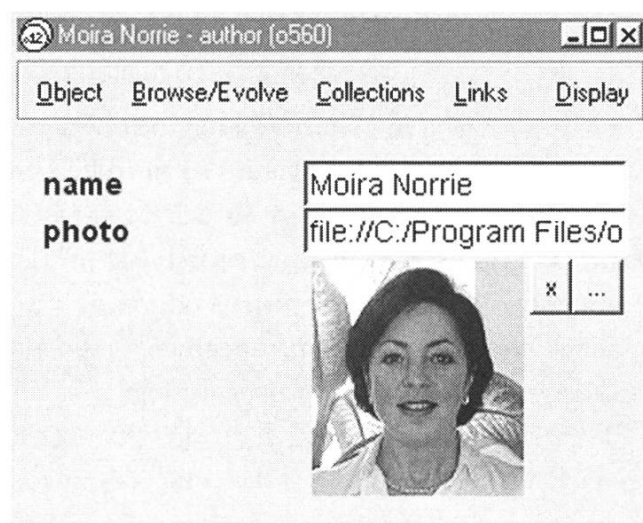 Moira Norrie - author (o560)
Object Browse/Evolve Collections Links Display
name Moira Norrie
photo file://C:/Program Files/o
x ...